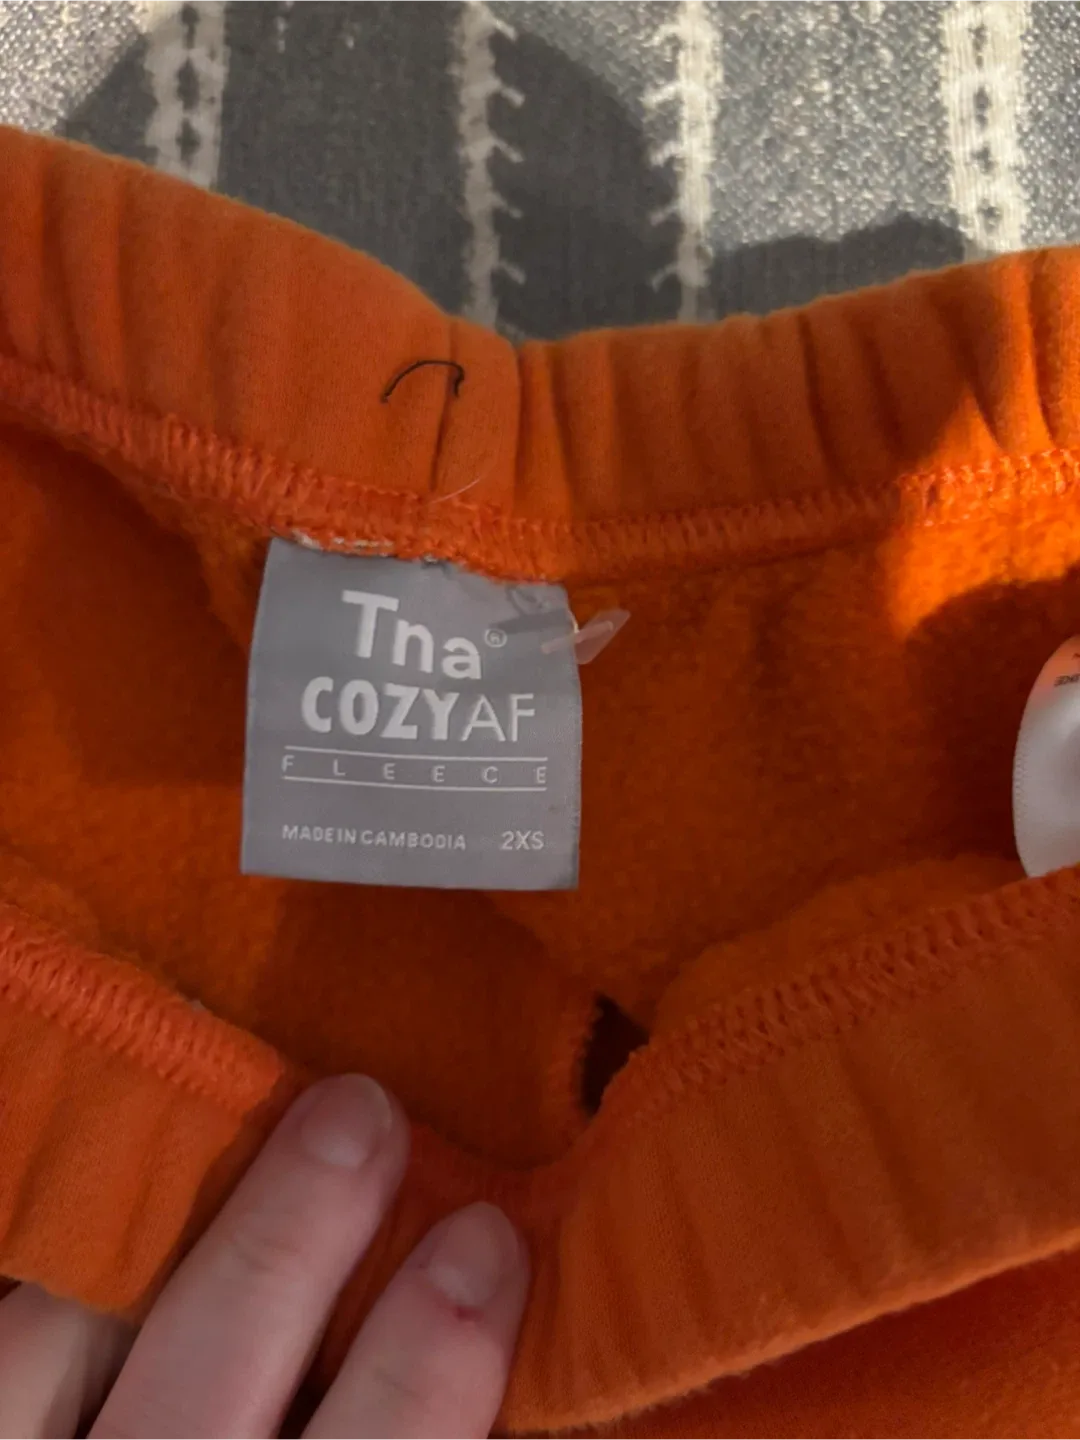 Tna®
COZYAF
FLEECE
MADE IN CAMBODIA 2XS